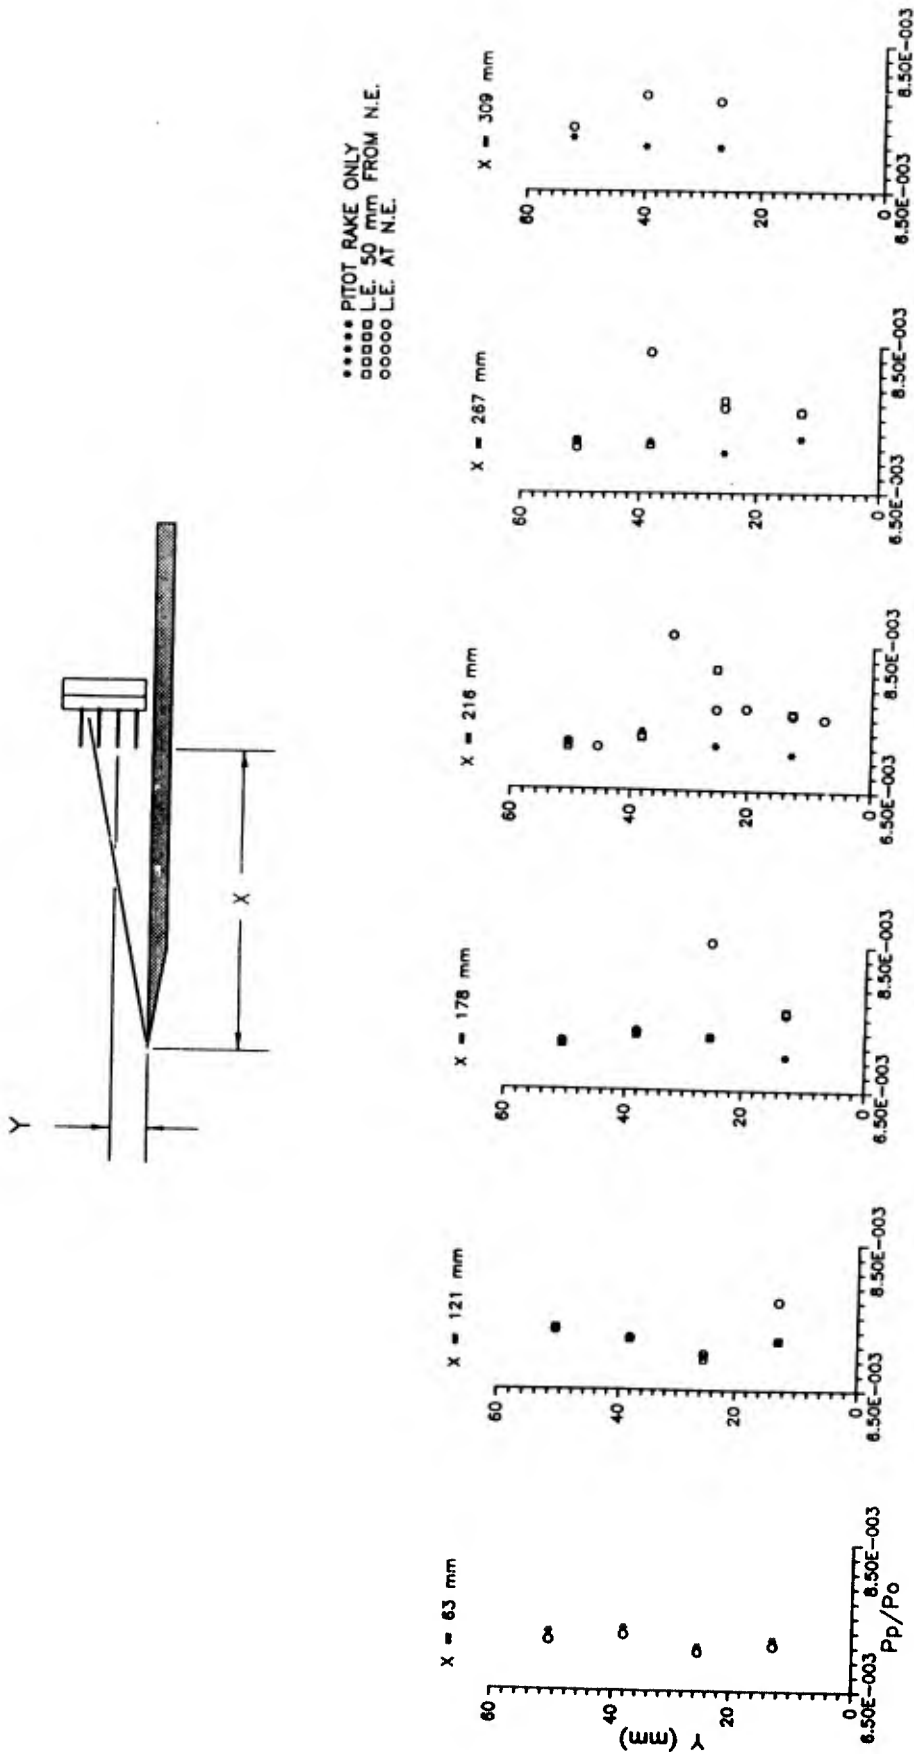 Y
X
***** PITOT RAKE ONLY
□□□□□ L.E. 50 mm FROM N.E.
○○○○○ L.E. AT N.E.
X = 63 mm
60
40
20
0
Y (mm)
6.50E-003
8.50E-003
Pp/Po
X = 121 mm
60
40
20
0
6.50E-003
8.50E-003
X = 178 mm
60
40
20
0
6.50E-003
8.50E-003
X = 216 mm
60
40
20
0
6.50E-003
8.50E-003
X = 267 mm
60
40
20
0
6.50E-003
8.50E-003
X = 309 mm
60
40
20
0
6.50E-003
8.50E-003